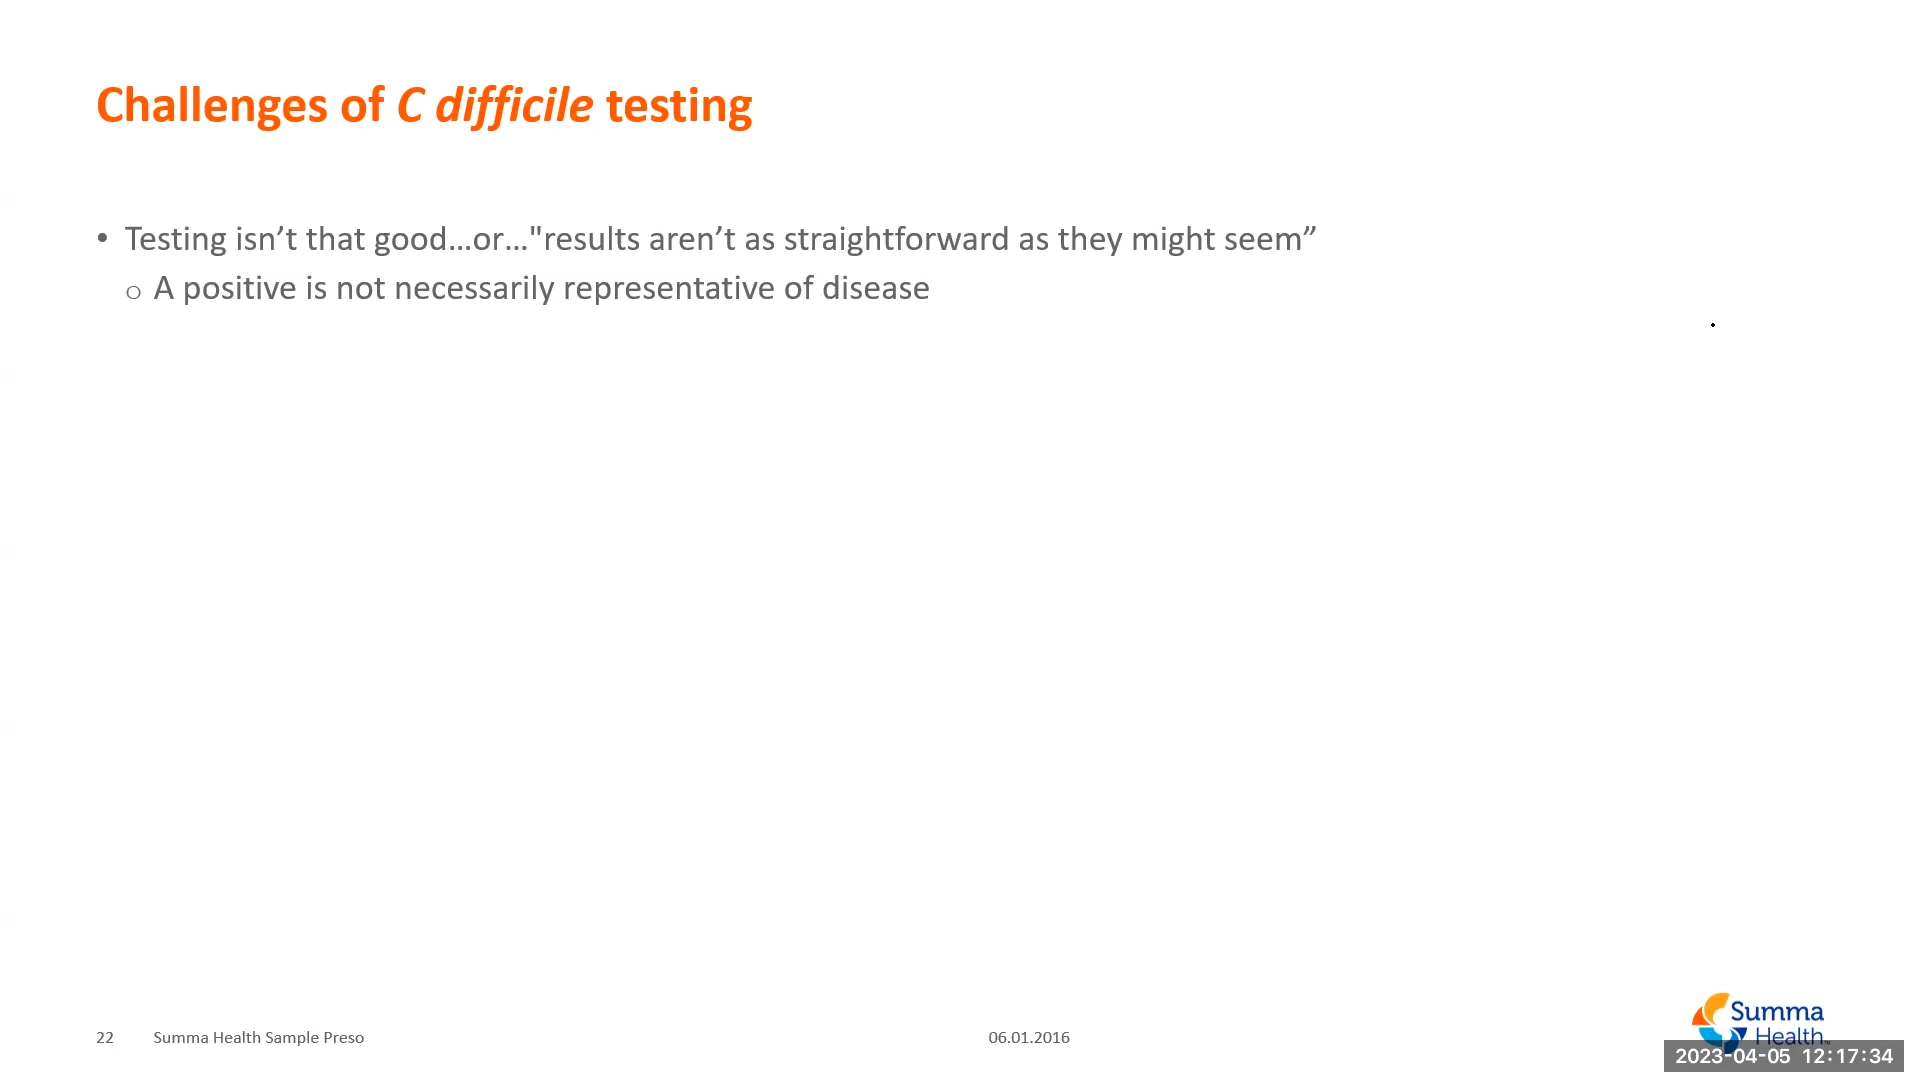 Challenges of C difficile testing
• Testing isn’t that good…or…"results aren’t as straightforward as they might seem”
o A positive is not necessarily representative of disease
22 Summa Health Sample Preso 06.01.2016
Summa
Health
2023-04-05 12:17:34